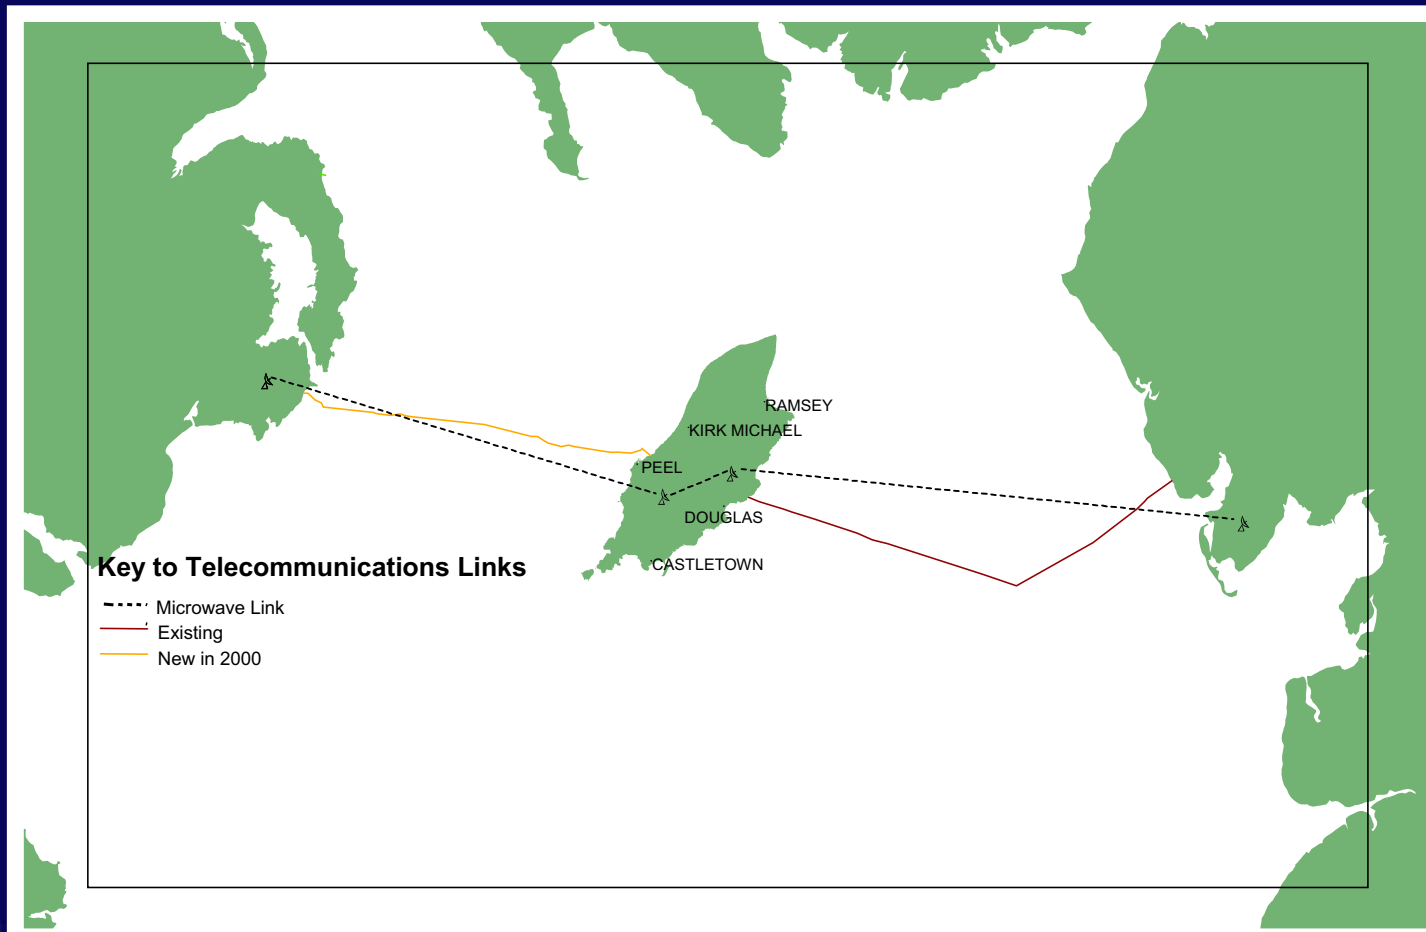 RAMSEY
KIRK MICHAEL
PEEL
DOUGLAS
CASTLETOWN
Key to Telecommunications Links
Microwave Link
Existing
New in 2000